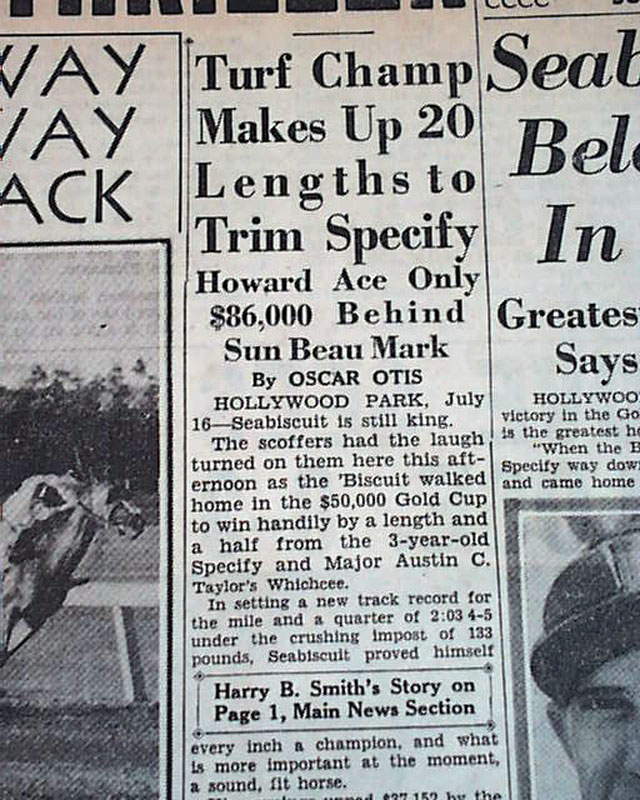 WAY
WAY
ACK
Turf Champ
Makes Up 20
Lengths to
Trim Specify
Howard Ace Only
$86,000 Behind
Sun Beau Mark
By OSCAR OTIS
HOLLYWOOD PARK, July
16—Seabiscuit is still king.
The scoffers had the laugh
turned on them here this aft-
ernoon as the 'Biscuit walked
home in the $50,000 Gold Cup
to win handily by a length and
a half from the 3-year-old
Specify and Major Austin C.
Taylor's Whichcee.
In setting a new track record for
the mile and a quarter of 2:03 4-5
under the crushing impost of 133
pounds, Seabiscuit proved himself
Harry B. Smith's Story on
Page 1, Main News Section
every inch a champion, and what
is more important at the moment,
a sound, fit horse.
$37,152 by the
Seab
Bel
In
Greates
Says
HOLLYWOO
victory in the Go
is the greatest h
"When the B
Specify way dow
and came home